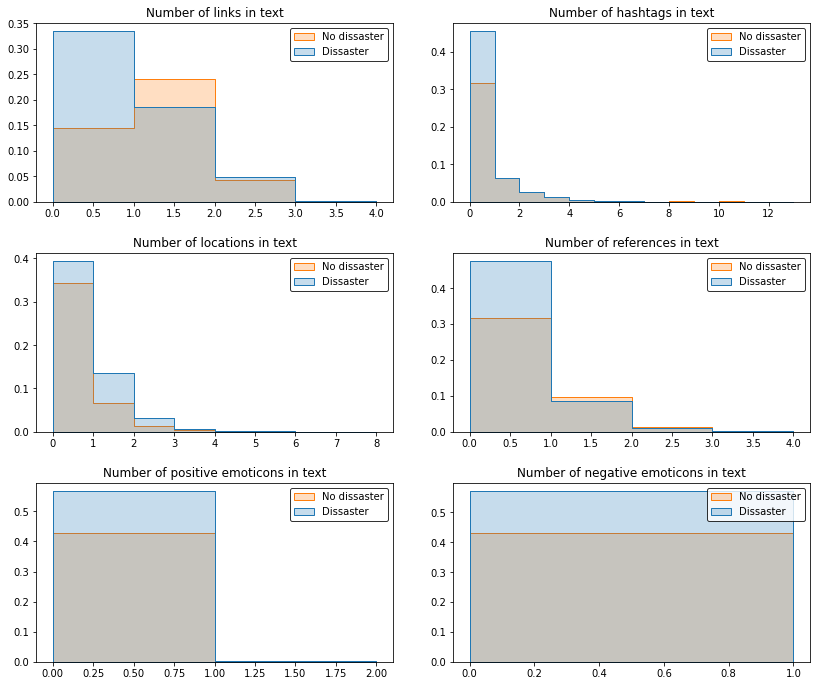 Number of links in text
0.35
0.30
0.25
0.20
0.15
0.10
0.05
0.00
No dissaster
Dissaster
0.0 0.5 1.0 1.5 2.0 2.5 3.0 3.5 4.0
Number of hashtags in text
0.4
0.3
0.2
0.1
0.0
No dissaster
Dissaster
0 2 4 6 8 10 12
Number of locations in text
0.4
0.3
0.2
0.1
0.0
No dissaster
Dissaster
0 1 2 3 4 5 6 7 8
Number of references in text
0.4
0.3
0.2
0.1
0.0
No dissaster
Dissaster
0.0 0.5 1.0 1.5 2.0 2.5 3.0 3.5 4.0
Number of positive emoticons in text
0.5
0.4
0.3
0.2
0.1
0.0
No dissaster
Dissaster
0.00 0.25 0.50 0.75 1.00 1.25 1.50 1.75 2.00
Number of negative emoticons in text
0.5
0.4
0.3
0.2
0.1
0.0
No dissaster
Dissaster
0.0 0.2 0.4 0.6 0.8 1.0